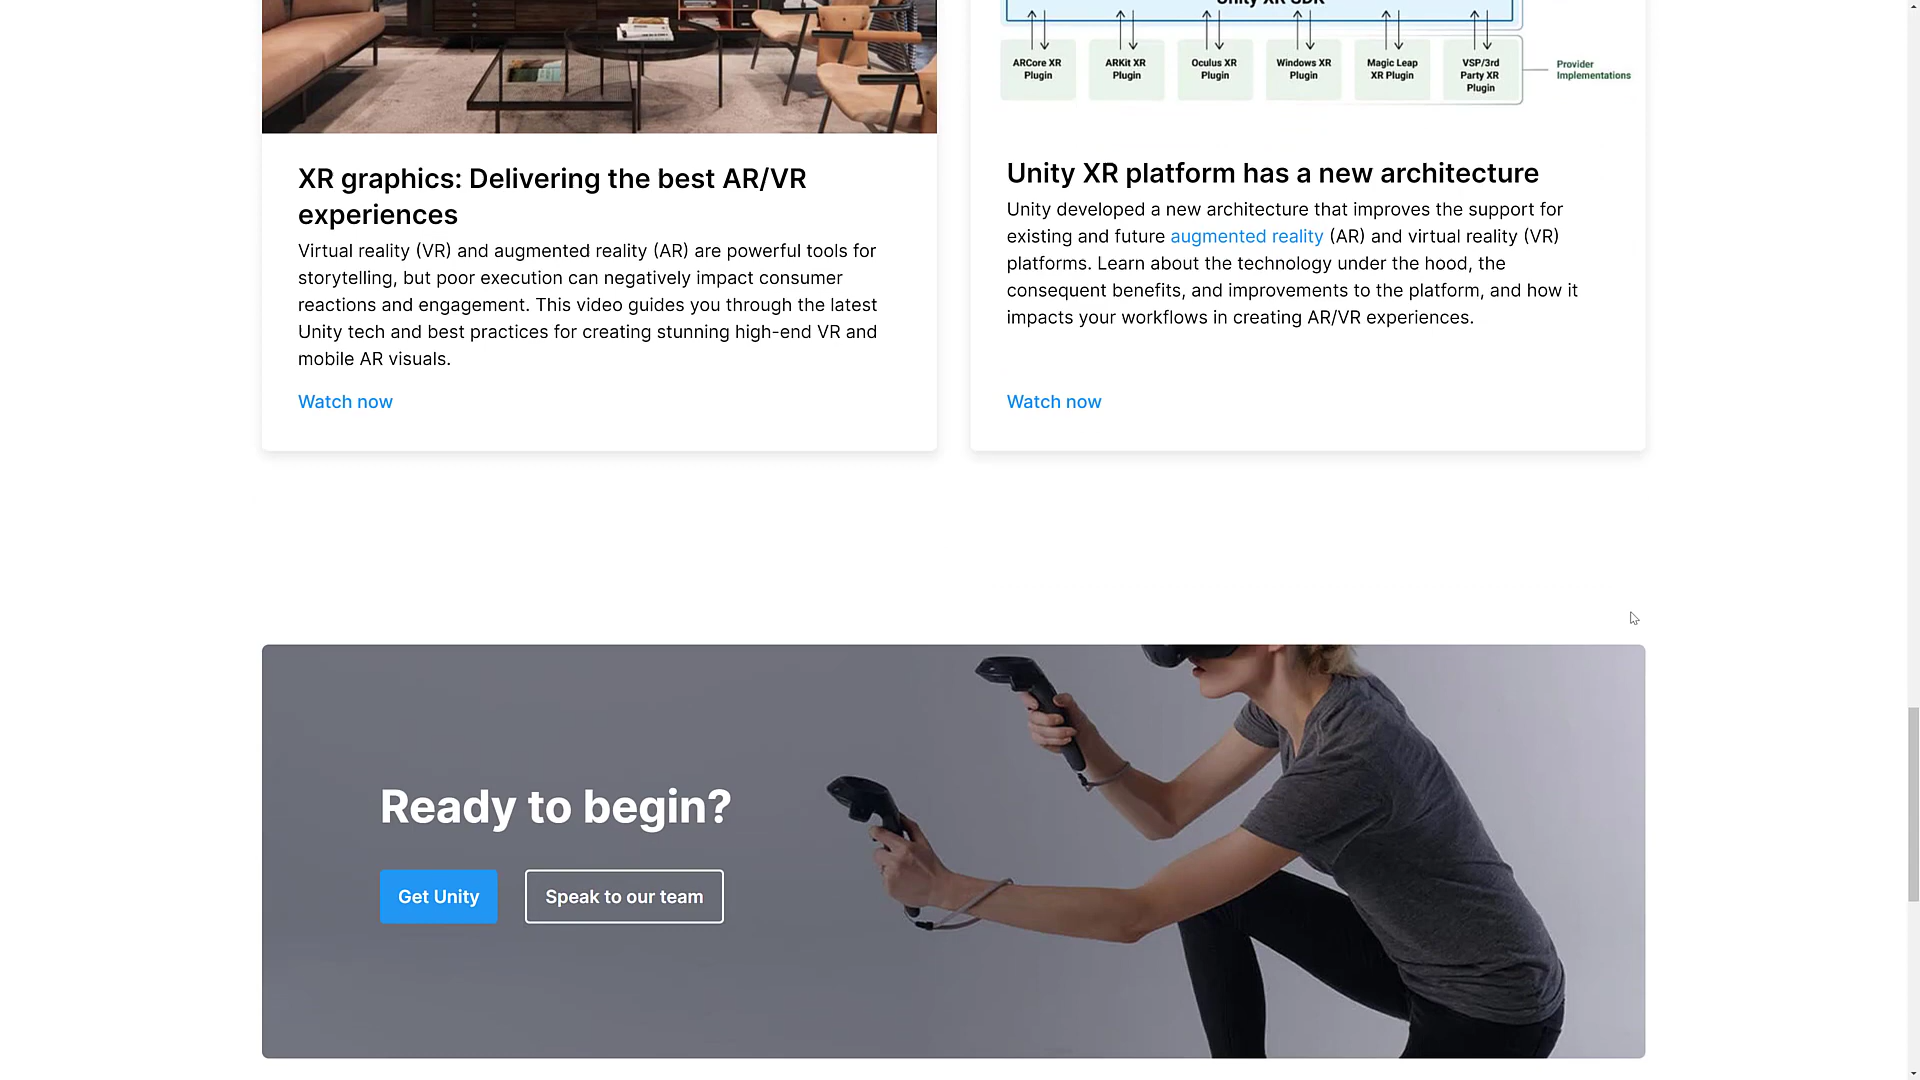 Unity XR SDK
ARCore XR
Plugin
ARKit XR
Plugin
Oculus XR
Plugin
Windows XR
Plugin
Magic Leap
XR Plugin
VSP/3rd
Party XR
Plugin
Provider
Implementations
XR graphics: Delivering the best AR/VR
experiences
Virtual reality (VR) and augmented reality (AR) are powerful tools for
storytelling, but poor execution can negatively impact consumer
reactions and engagement. This video guides you through the latest
Unity tech and best practices for creating stunning high-end VR and
mobile AR visuals.
Watch now
Unity XR platform has a new architecture
Unity developed a new architecture that improves the support for
existing and future augmented reality (AR) and virtual reality (VR)
platforms. Learn about the technology under the hood, the
consequent benefits, and improvements to the platform, and how it
impacts your workflows in creating AR/VR experiences.
Watch now
Ready to begin?
Get Unity
Speak to our team